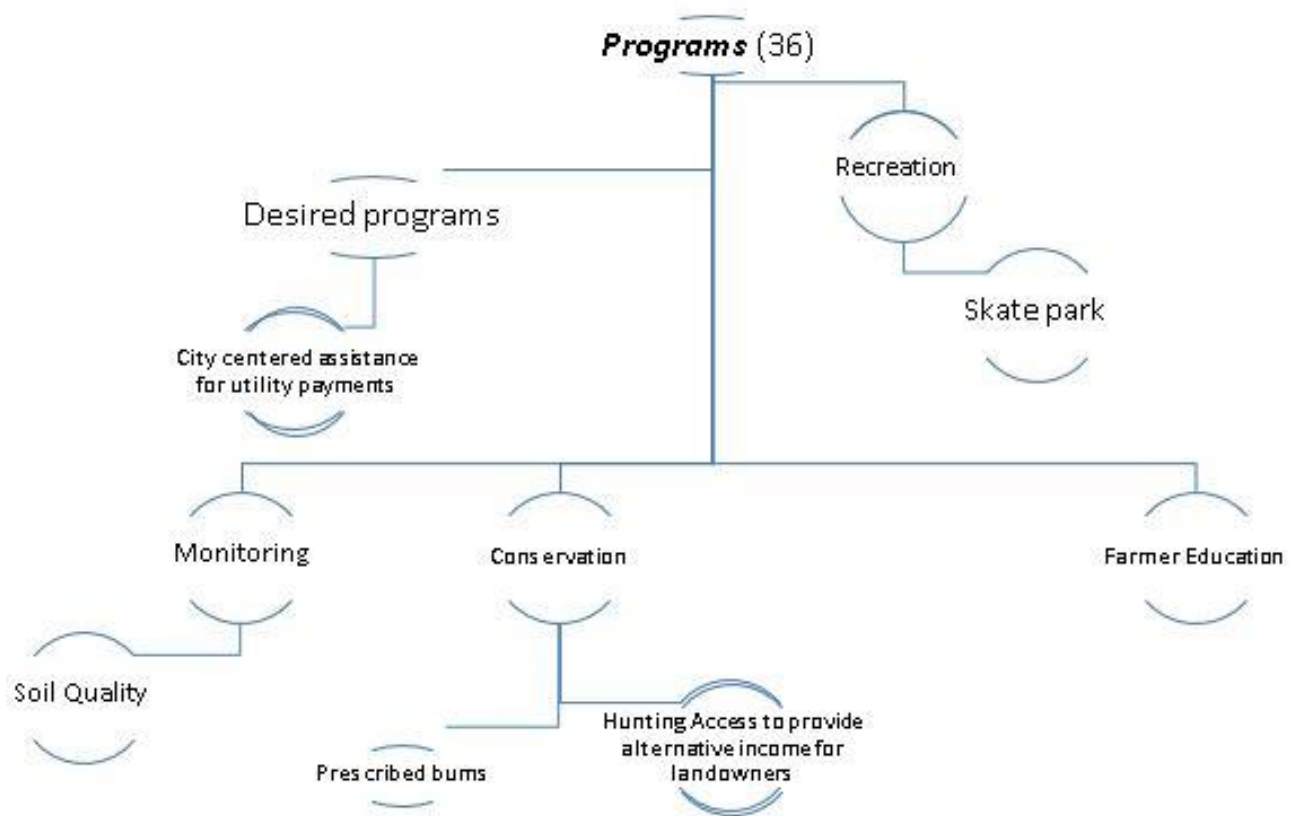 Programs (36)
Recreation
Desired programs
Skate park
City centered assistance
for utility payments
Monitoring
Conservation
Farmer Education
Soil Quality
Hunting Access to provide
alternative income for
landowners
Prescribed burns